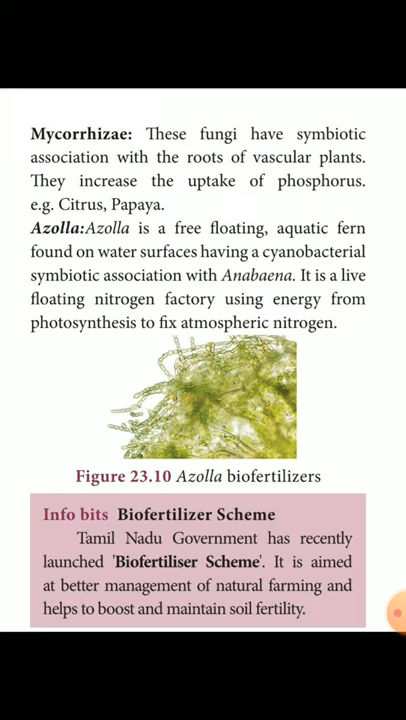 Mycorrhizae: These fungi have symbiotic
association with the roots of vascular plants.
They increase the uptake of phosphorus.
e.g. Citrus, Papaya.
Azolla:Azolla is a free floating, aquatic fern
found on water surfaces having a cyanobacterial
symbiotic association with Anabaena. It is a live
floating nitrogen factory using energy from
photosynthesis to fix atmospheric nitrogen.
Figure 23.10 Azolla biofertilizers
Info bits Biofertilizer Scheme
Tamil Nadu Government has recently
launched 'Biofertiliser Scheme'. It is aimed
at better management of natural farming and
helps to boost and maintain soil fertility.